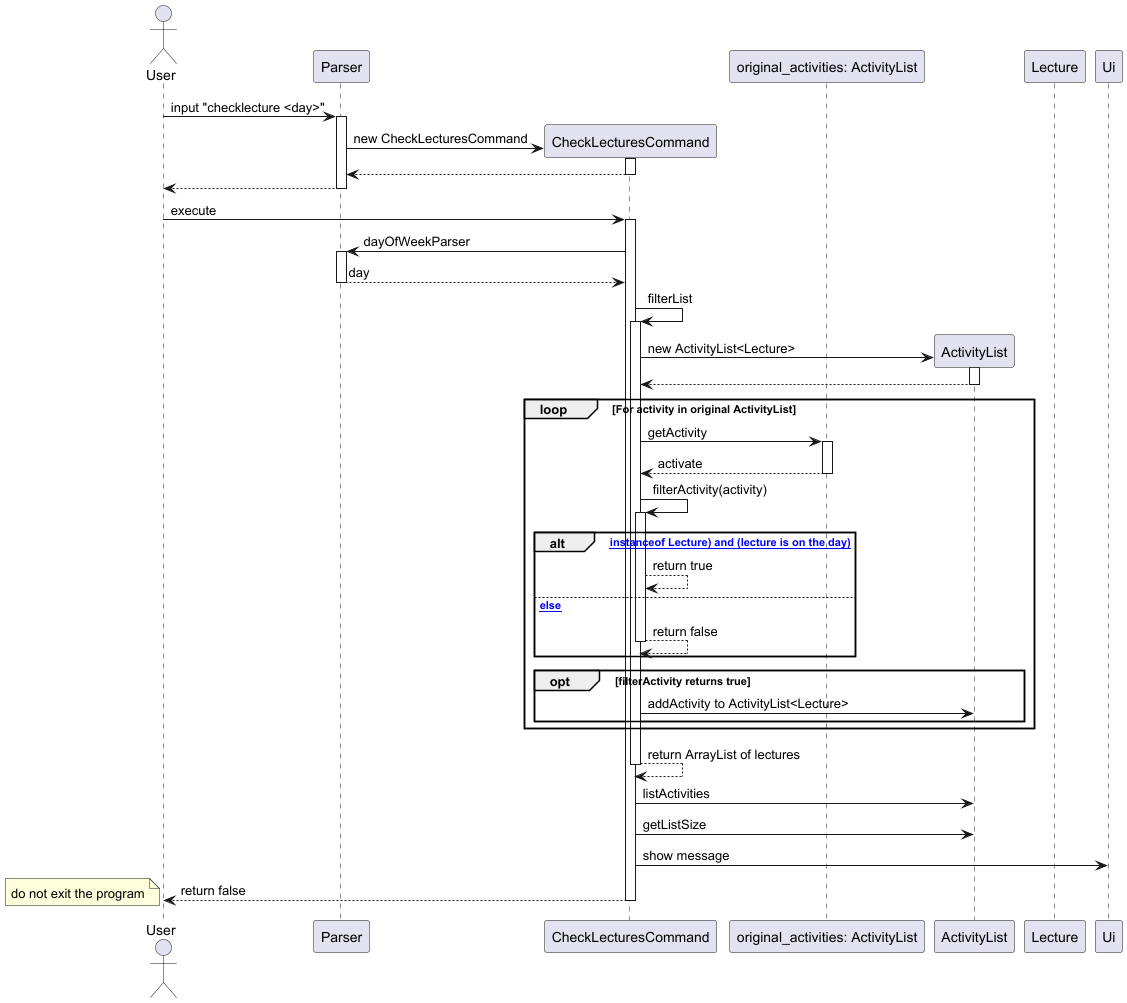 User
Parser
original_activities: ActivityList
Lecture
Ui
input "checklecture <day>"
new CheckLecturesCommand
CheckLecturesCommand
execute
dayOfWeekParser
day
filterList
new ActivityList<Lecture>
ActivityList
loop
[For activity in original ActivityList]
getActivity
activate
filterActivity(activity)
alt
instanceof Lecture) and (lecture is on the day)
return true
else
return false
opt
[filterActivity returns true]
addActivity to ActivityList<Lecture>
return ArrayList of lectures
listActivities
getListSize
show message
do not exit the program
return false
User
Parser
CheckLecturesCommand
original_activities: ActivityList
ActivityList
Lecture
Ui